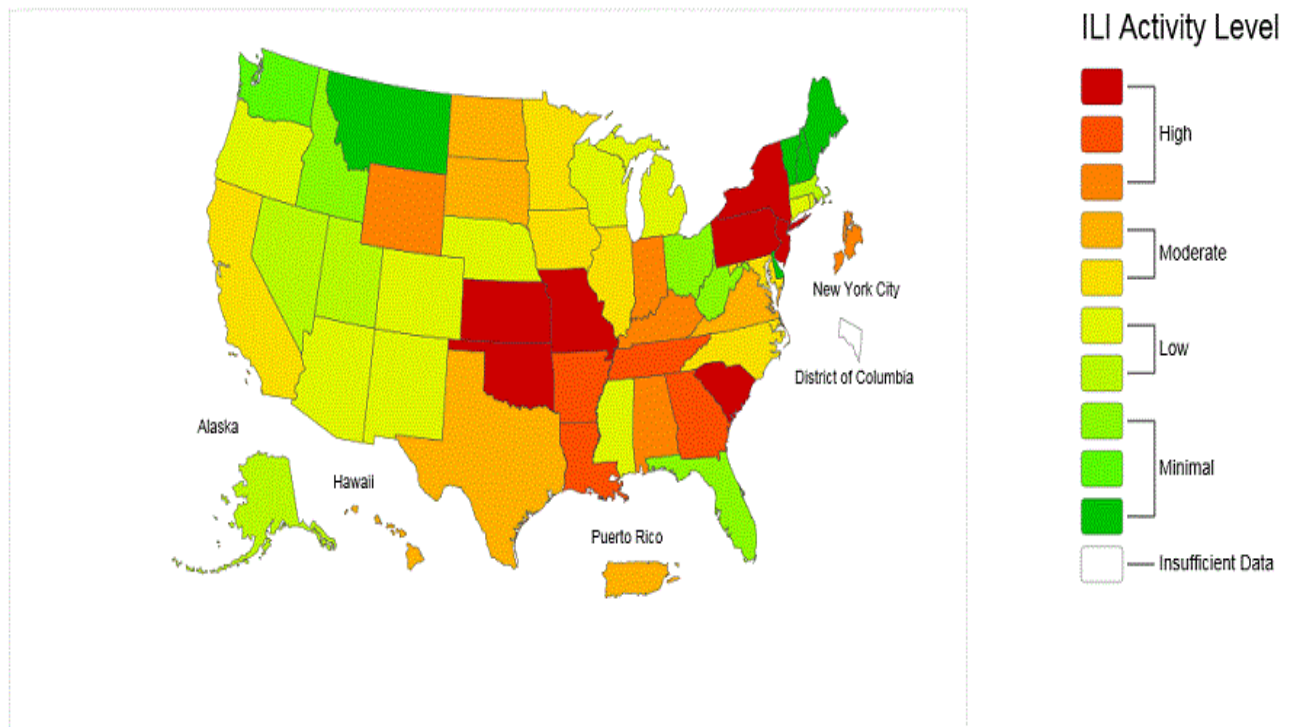 ILI Activity Level
High
Moderate
Low
Minimal
Insufficient Data
New York City
District of Columbia
Alaska
Hawaii
Puerto Rico